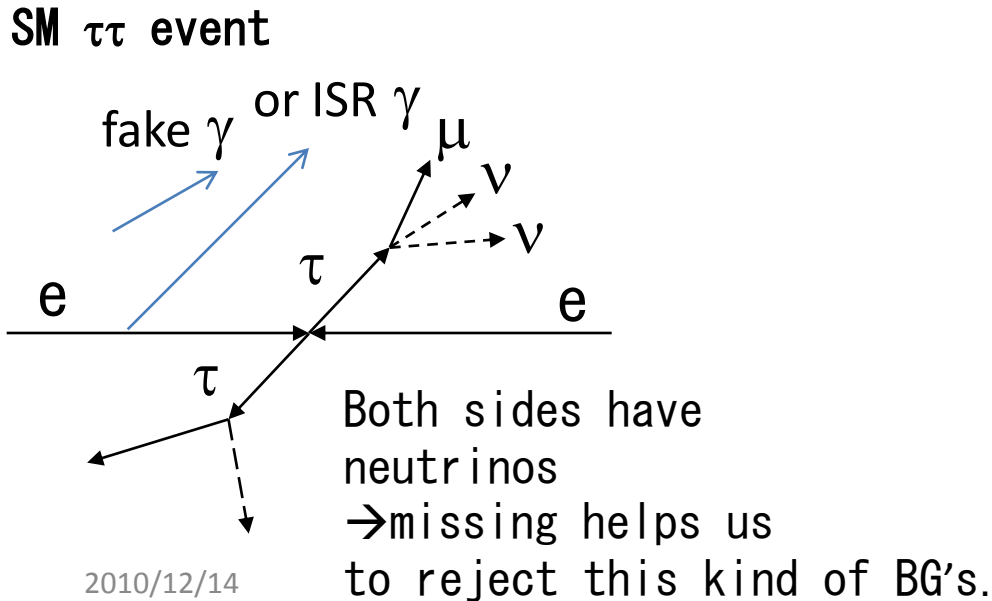 SM ττ event
fake γ or ISR γ
μ
ν
ν
τ
e
e
τ
Both sides have
neutrinos
→missing helps us
to reject this kind of BG's.
2010/12/14